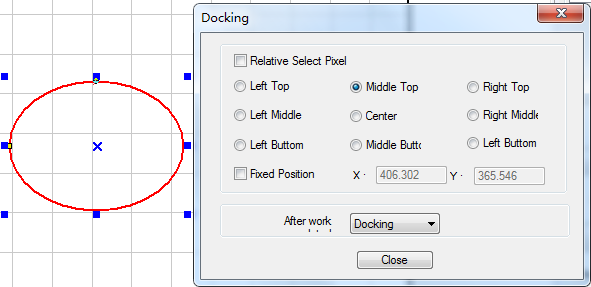 Docking
Relative Select Pixel
Left Top
Middle Top
Right Top
Left Middle
Center
Right Middle
Left Buttom
Middle Butto
Left Buttom
Fixed Position
X :
406.302
Y :
365.546
After work
Docking
Close